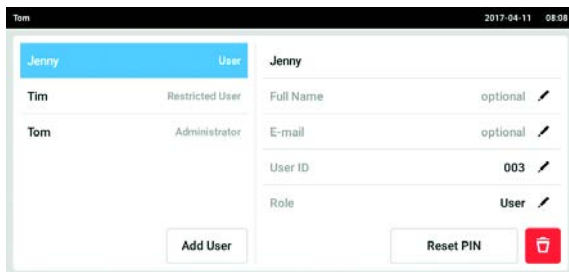 Tom 2017-04-11 08:08
Jenny User
Tim Restricted User
Tom Administrator
Add User
Jenny
Full Name optional
E-mail optional
User ID 003
Role User
Reset PIN